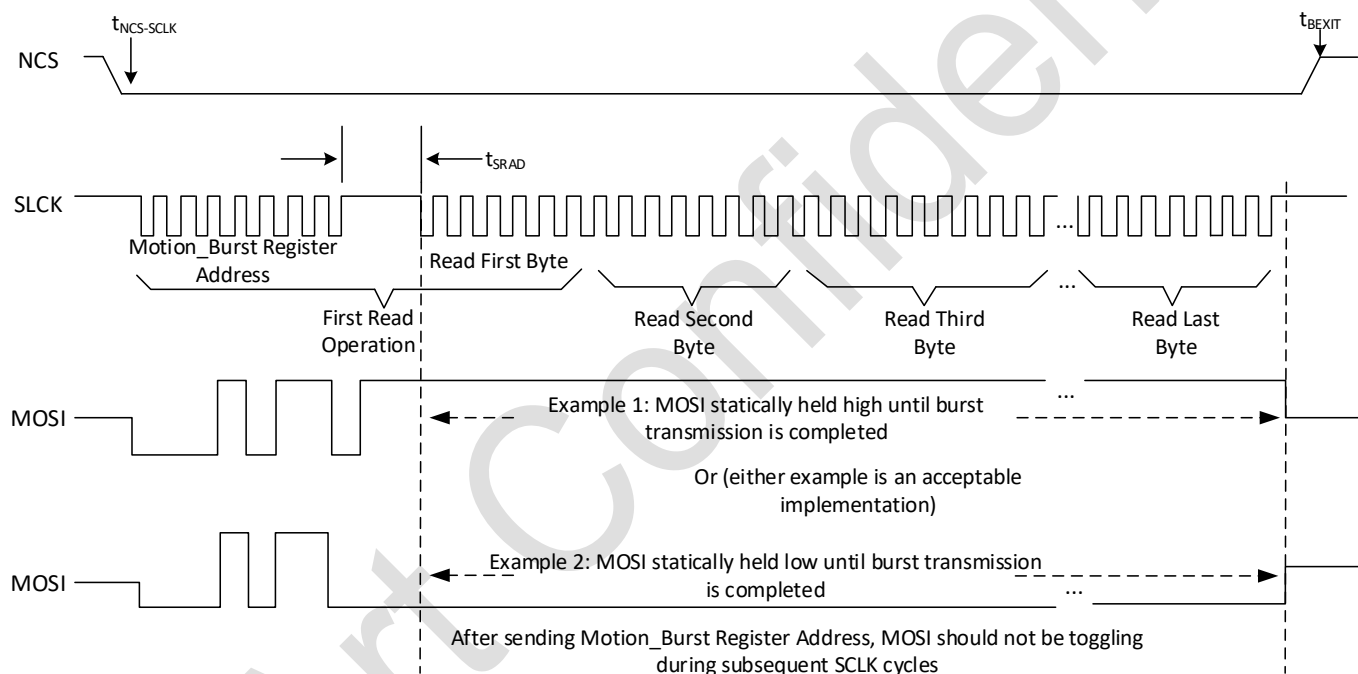 tNCS-SCLK
tBEXIT
NCS
tSRAD
SLCK
...
Motion_Burst Register
Address
Read First Byte
...
First Read
Operation
Read Second
Byte
Read Third
Byte
Read Last
Byte
...
MOSI
Example 1: MOSI statically held high until burst
transmission is completed
Or (either example is an acceptable
implementation)
MOSI
Example 2: MOSI statically held low until burst transmission
is completed
...
After sending Motion_Burst Register Address, MOSI should not be toggling
during subsequent SCLK cycles